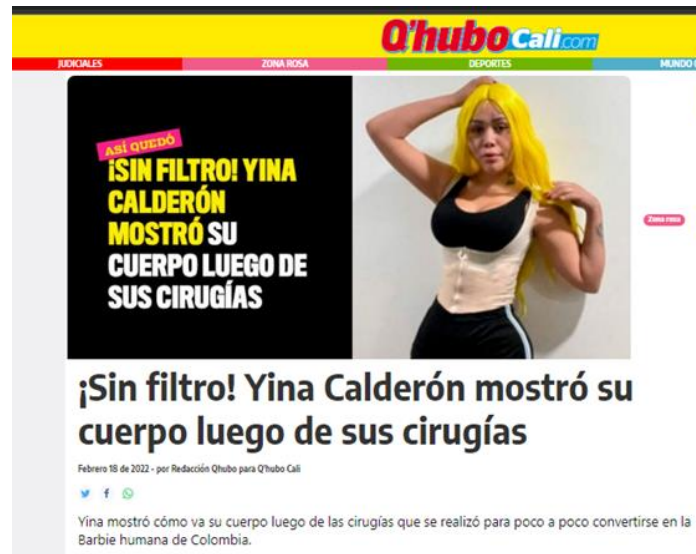 Q'hubo Cali.com
JUDICIALES ZONA ROSA DEPORTES
ASÍ QUEDÓ
¡SIN FILTRO! YINA
CALDERÓN
MOSTRÓ SU
CUERPO LUEGO DE
SUS CIRUGÍAS
Zona rosa
¡Sin filtro! Yina Calderón mostró su
cuerpo luego de sus cirugías
Febrero 18 de 2022 - por Redacción Qhubo para Q'hubo Cali
Yina mostró cómo va su cuerpo luego de las cirugías que se realizó para poco a poco convertirse en la
Barbie humana de Colombia.